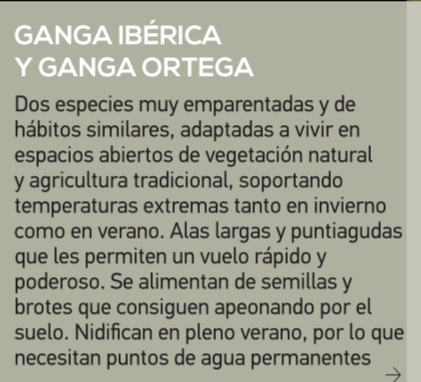 GANGA IBÉRICA
Y GANGA ORTEGA
Dos especies muy emparentadas y de
hábitos similares, adaptadas a vivir en
espacios abiertos de vegetación natural
y agricultura tradicional, soportando
temperaturas extremas tanto en invierno
como en verano. Alas largas y puntiagudas
que les permiten un vuelo rápido y
poderoso. Se alimentan de semillas y
brotes que consiguen apeonando por el
suelo. Nidifican en pleno verano, por lo que
necesitan puntos de agua permanentes
→